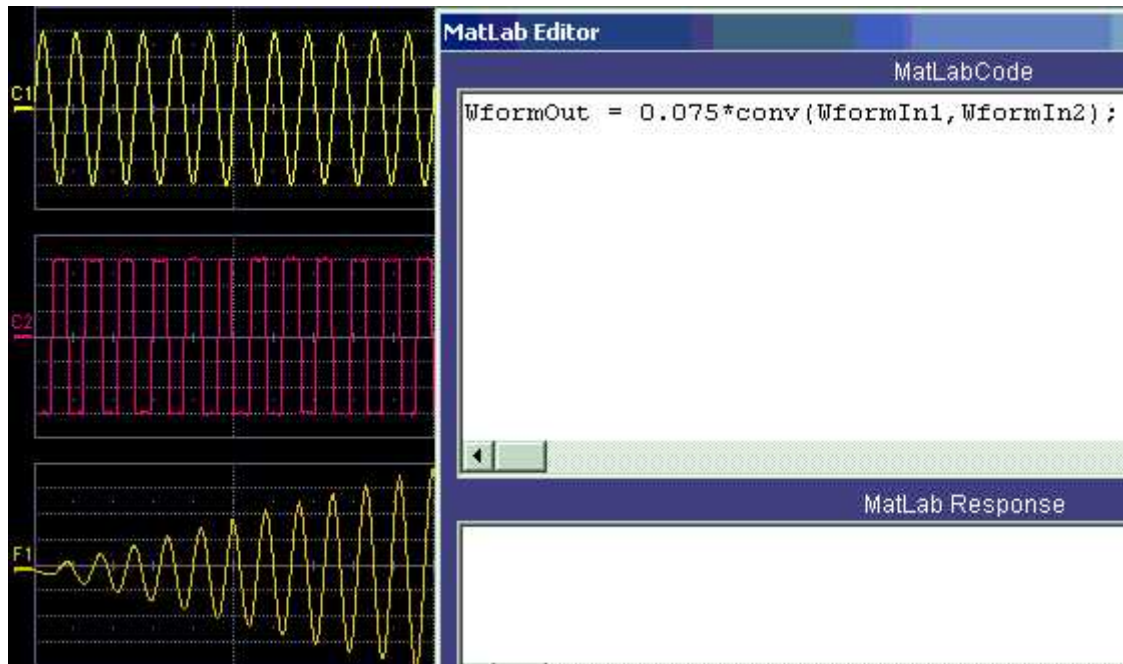 C1
C2
F1
MatLab Editor
MatLabCode
WformOut = 0.075*conv(WformIn1,WformIn2);
MatLab Response